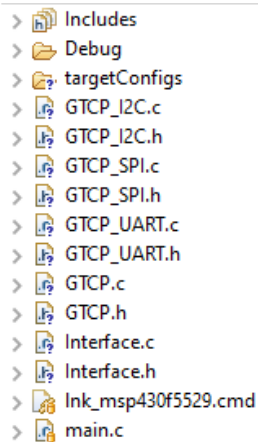 Includes
Debug
targetConfigs
GTCP_I2C.c
GTCP_I2C.h
GTCP_SPI.c
GTCP_SPI.h
GTCP_UART.c
GTCP_UART.h
GTCP.c
GTCP.h
Interface.c
Interface.h
lnk_msp430f5529.cmd
main.c